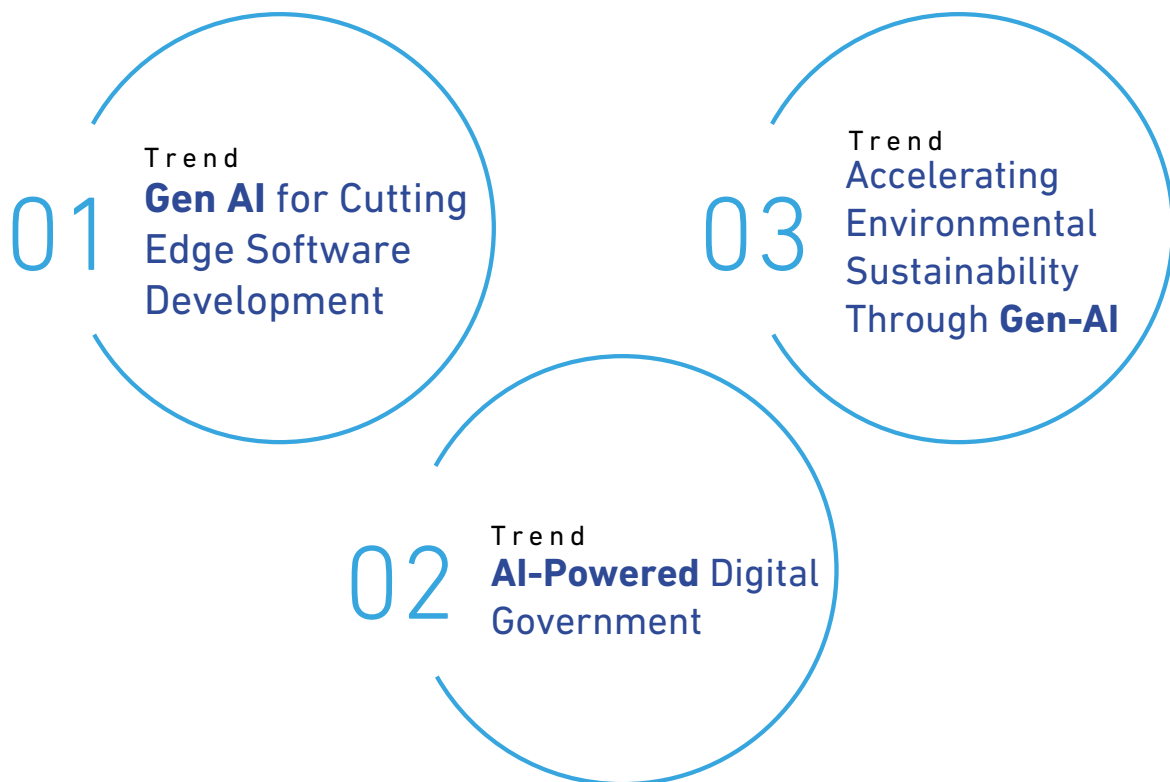 01
Trend
Gen AI for Cutting
Edge Software
Development
02
Trend
AI-Powered Digital
Government
03
Trend
Accelerating
Environmental
Sustainability
Through Gen-AI